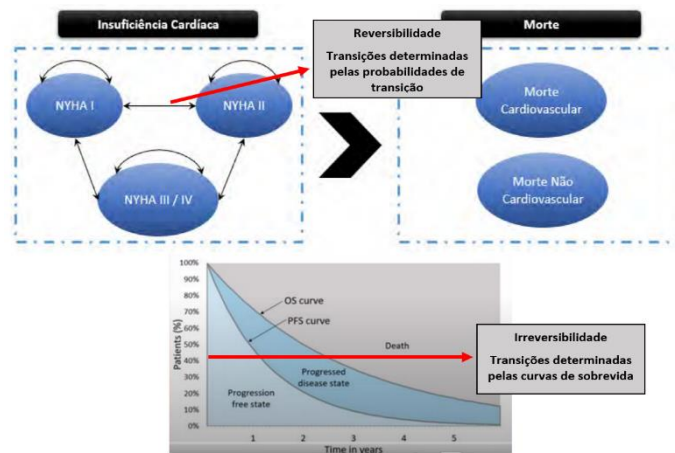 Insuficiência Cardíaca
Morte
Reversibilidade
Transições determinadas
pelas probabilidades de
transição
NYHA I
NYHA II
NYHA III / IV
Morte
Cardiovascular
Morte Não
Cardiovascular
100%
90%
80%
70%
60%
50%
40%
30%
20%
10%
0%
Patients (%)
OS curve
PFS curve
Death
Progressed
disease state
Progression
free state
1 2 3 4 5
Time in years
Irreversibilidade
Transições determinadas
pelas curvas de sobrevida